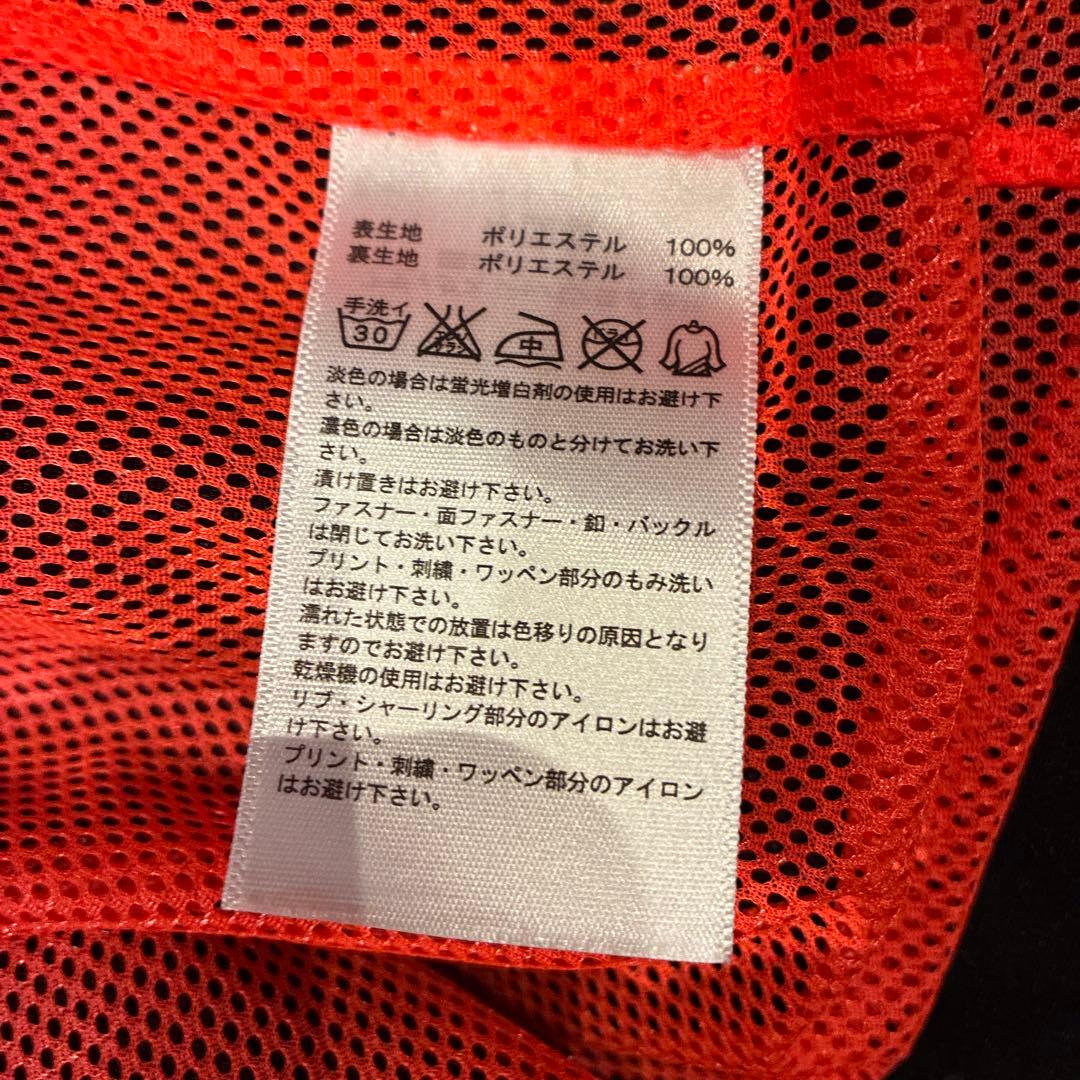 表生地 ポリエステル 100%
裏生地 ポリエステル 100%
手洗イ
30
エンソサラシ
中
ドライ
淡色の場合は蛍光増白剤の使用はお避け下
さい。
濃色の場合は淡色のものと分けてお洗い下
さい。
漬け置きはお避け下さい。
ファスナー・面ファスナー・釦・バックル
は閉じてお洗い下さい。
プリント・刺繍・ワッペン部分のもみ洗い
はお避け下さい。
濡れた状態での放置は色移りの原因となり
ますのでお避け下さい。
乾燥機の使用はお避け下さい。
リブ・シャーリング部分のアイロンはお避
け下さい。
プリント・刺繍・ワッペン部分のアイロン
はお避け下さい。